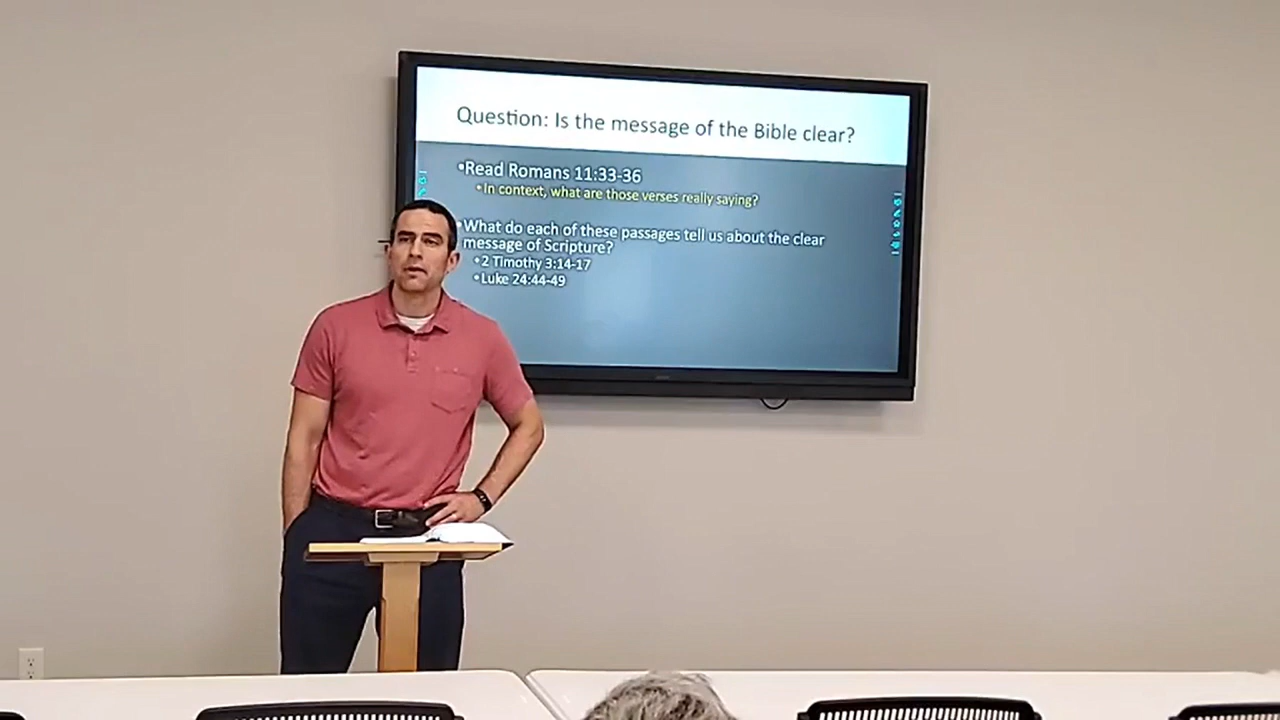 Question: Is the message of the Bible clear?
•Read Romans 11:33-36
•In context, what are those verses really saying?
•What do each of these passages tell us about the clear
message of Scripture?
•2 Timothy 3:14-17
•Luke 24:44-49